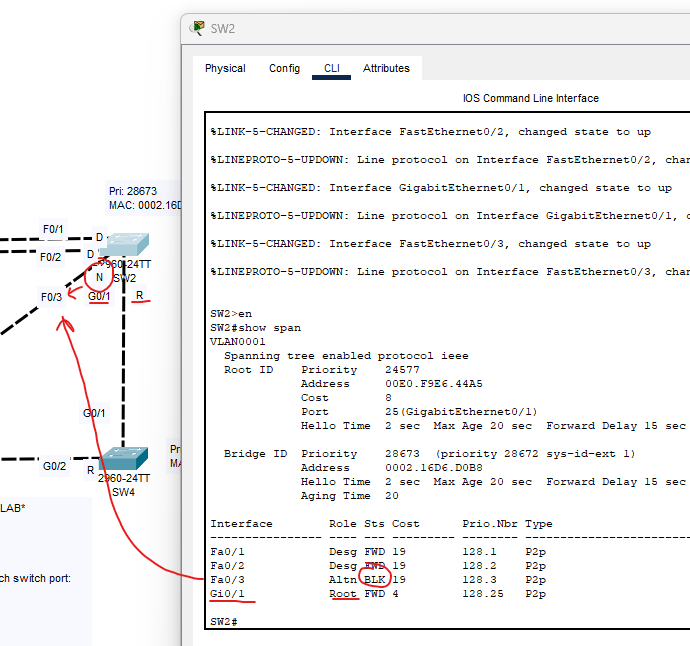 SW2
Physical Config CLI Attributes
IOS Command Line Interface
%LINK-5-CHANGED: Interface FastEthernet0/2, changed state to up
%LINEPROTO-5-UPDOWN: Line protocol on Interface FastEthernet0/2,
%LINK-5-CHANGED: Interface GigabitEthernet0/1, changed state to up
%LINEPROTO-5-UPDOWN: Line protocol on Interface GigabitEthernet0/1,
%LINK-5-CHANGED: Interface FastEthernet0/3, changed state to up
%LINEPROTO-5-UPDOWN: Line protocol on Interface FastEthernet0/3,
SW2>en
SW2#show span
VLAN0001
Spanning tree enabled protocol ieee
Root ID Priority 24577
Address 00E0.F9E6.44A5
Cost 8
Port 25(GigabitEthernet0/1)
Hello Time 2 sec Max Age 20 sec Forward Delay 15 sec
Bridge ID Priority 28673 (priority 28672 sys-id-ext 1)
Address 0002.16D6.D0B8
Hello Time 2 sec Max Age 20 sec Forward Delay 15 sec
Aging Time 20
Interface Role Sts Cost Prio.Nbr Type
---------------- ---- --- --------- -------- --------------------------------
Fa0/1 Desg FWD 19 128.1 P2p
Fa0/2 Desg FWD 19 128.2 P2p
Fa0/3 Altn BLK 19 128.3 P2p
Gi0/1 Root FWD 4 128.25 P2p
SW2#
Pri: 28673
MAC: 0002.16D
F0/1 D
F0/2 D
2960-24TT
N SW2
F0/3 G0/1 R
G0/1
G0/2 R
2960-24TT
SW4
LAB*
switch port: